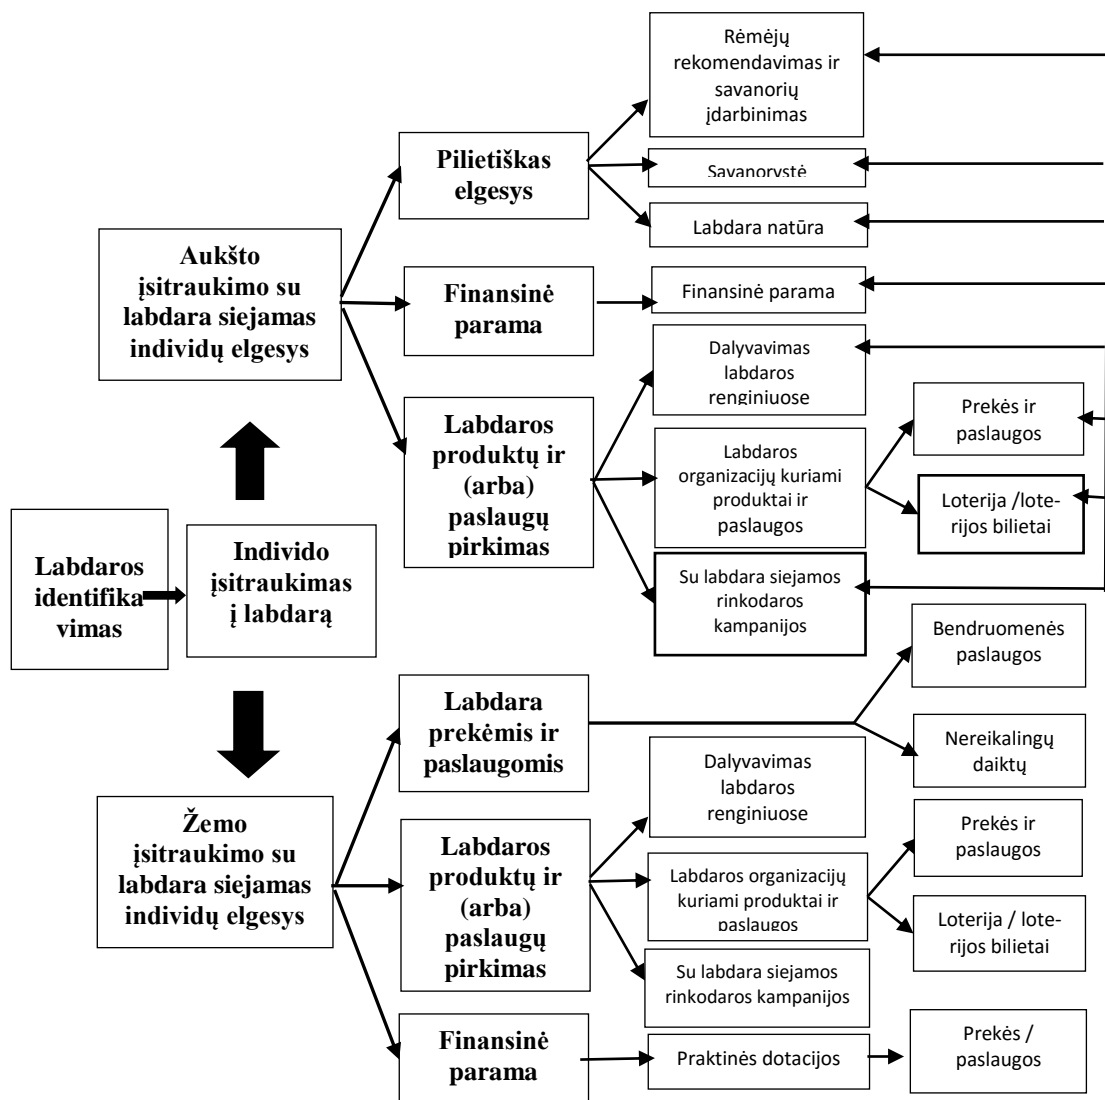 Rėmėjų
rekomendavimas ir
savanorių
įdarbinimas
Pilietiškas
elgesys
Savanorystė
Labdara natūra
Aukšto
įsitraukimo su
labdara siejamas
individų elgesys
Finansinė
parama
Finansinė parama
Dalyvavimas
labdaros
renginiuose
Labdaros
produktų ir
(arba)
paslaugų
pirkimas
Labdaros
organizacijų kuriami
produktai ir
paslaugos
Prekės ir
paslaugos
Loterija /lote-
rijos bilietai
Su labdara siejamos
rinkodaros
kampanijos
Labdaros
identifika
vimas
Individo
įsitraukimas
į labdarą
Labdara
prekėmis ir
paslaugomis
Bendruomenės
paslaugos
Nereikalingų
daiktų
Žemo
įsitraukimo su
labdara siejamas
individų elgesys
Labdaros
produktų ir
(arba)
paslaugų
pirkimas
Dalyvavimas
labdaros
renginiuose
Labdaros organizacijų
kuriami produktai ir
paslaugos
Prekės ir
paslaugos
Loterija / lote-
rijos bilietai
Su labdara siejamos
rinkodaros kampanijos
Finansinė
parama
Praktinės dotacijos
Prekės /
paslaugos